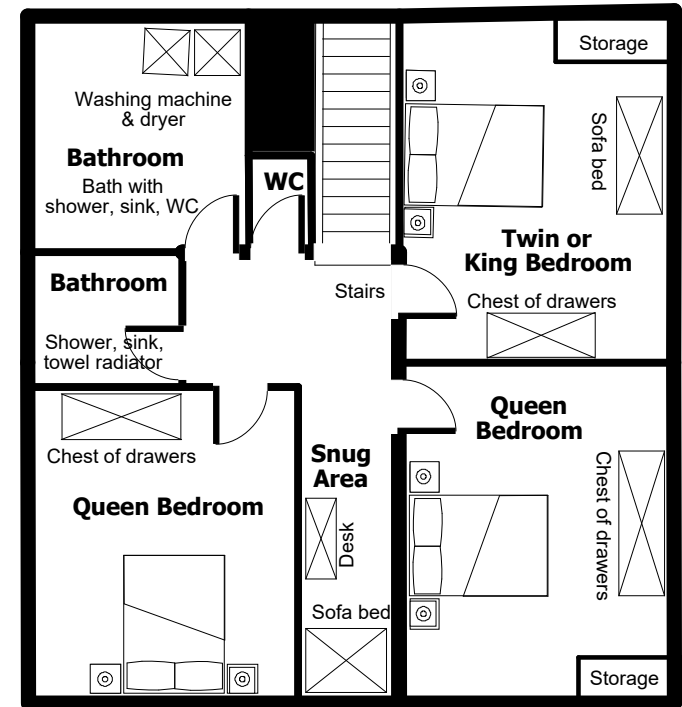 Storage
Washing machine
& dryer
Bathroom
Bath with
shower, sink, WC
WC
Sofa bed
Twin or
King Bedroom
Bathroom
Stairs
Chest of drawers
Shower, sink,
towel radiator
Queen
Bedroom
Chest of drawers
Snug
Area
Chest of drawers
Queen Bedroom
Desk
Sofa bed
Storage